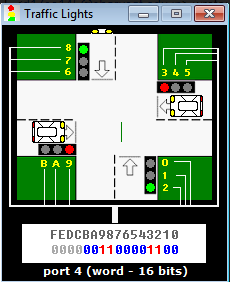 Traffic Lights
8
7
6
3 4 5
B A 9
0
1
2
FEDCBA9876543210
0000001100001100
port 4 (word - 16 bits)